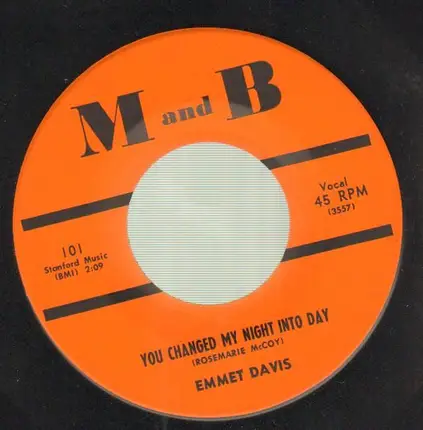 M and B
Vocal
45 RPM
(3557)
101
Stanford Music
(BMI) 2:09
YOU CHANGED MY NIGHT INTO DAY
(ROSEMARIE McCOY)
EMMET DAVIS